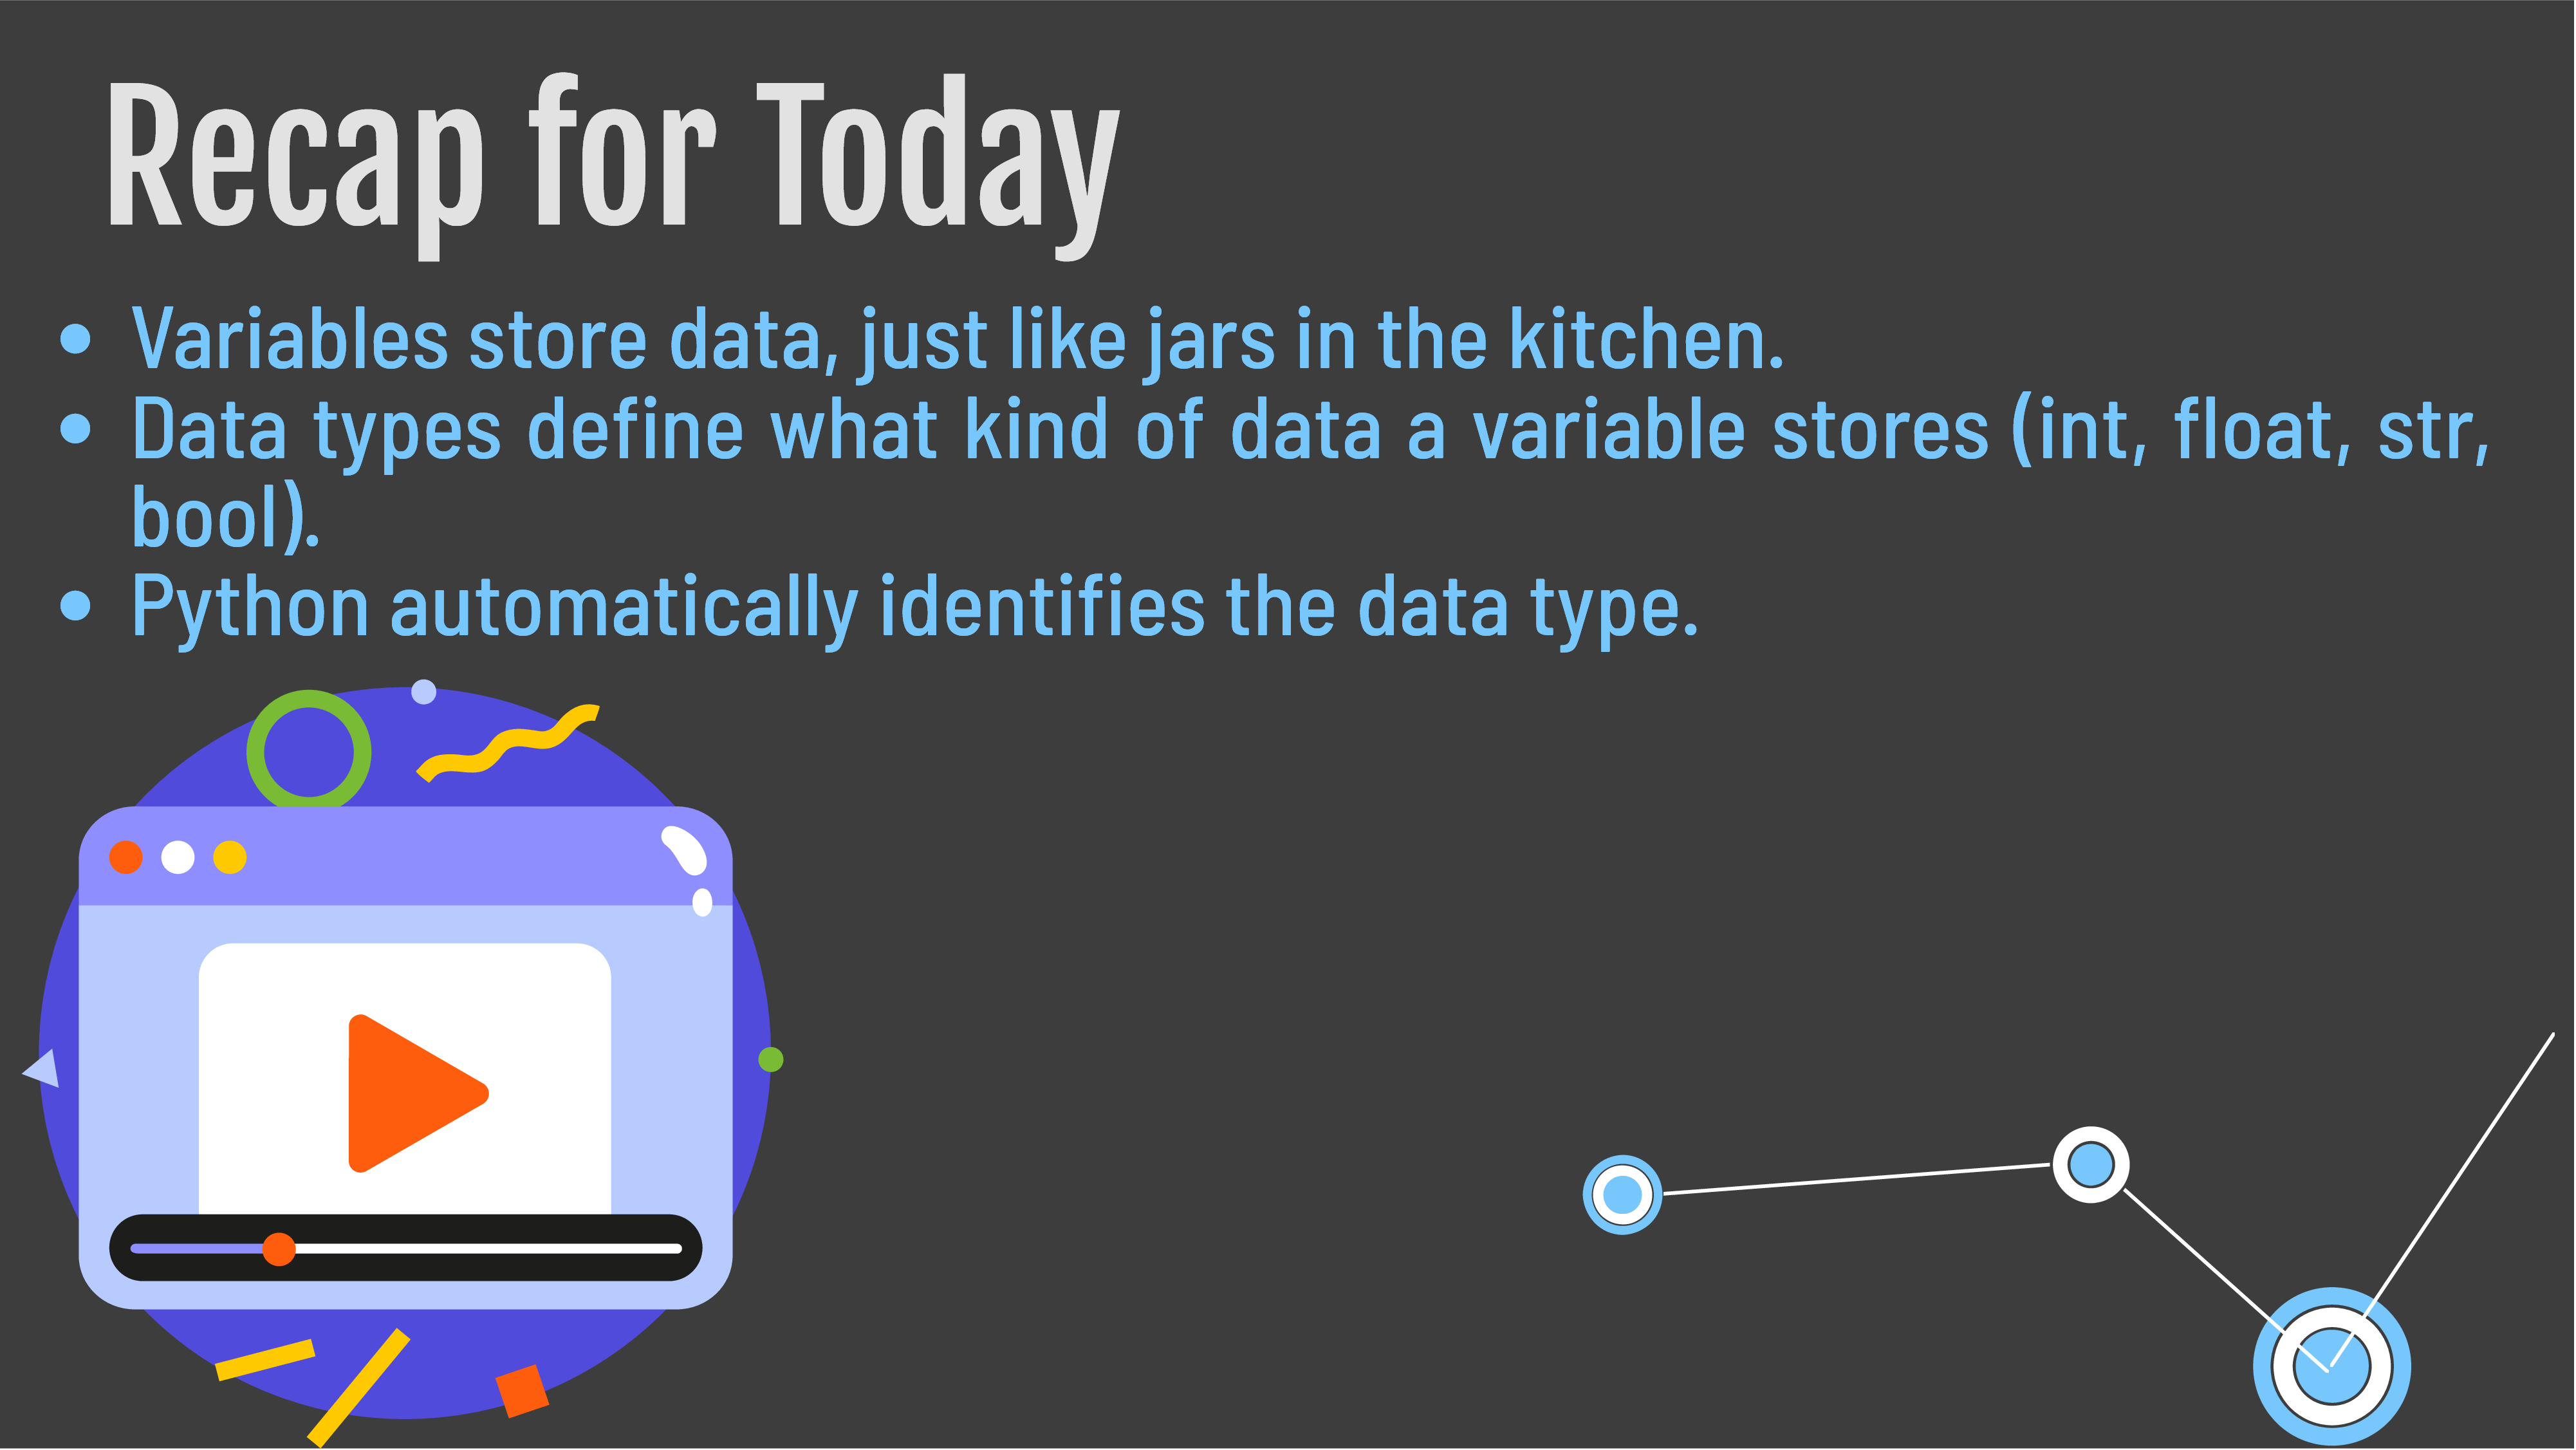 Recap for Today
• Variables store data, just like jars in the kitchen.
• Data types define what kind of data a variable stores (int, float, str,
bool).
• Python automatically identifies the data type.